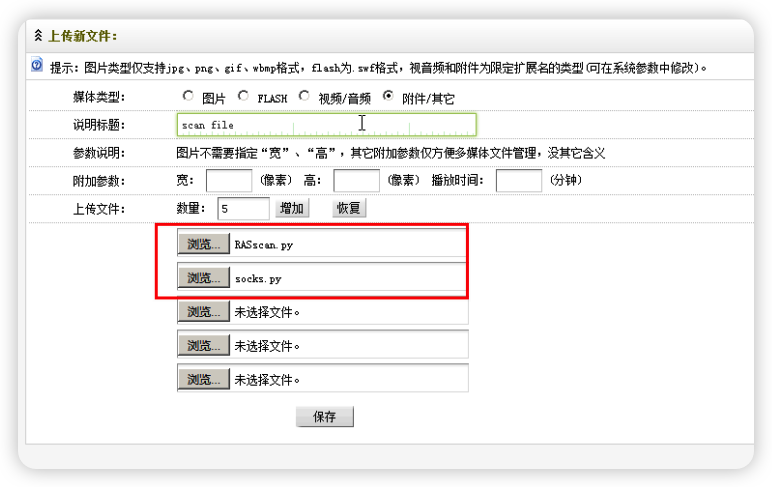 上传新文件：
提示：图片类型仅支持jpg、png、gif、wbmp格式，flash为.swf格式，视音频和附件为限定扩展名的类型(可在系统参数中修改)。
媒体类型： 图片 FLASH 视频/音频 附件/其它
说明标题： scan file
参数说明： 图片不需要指定“宽”、“高”，其它附加参数仅方便多媒体文件管理，没其它含义
附加参数： 宽： (像素) 高： (像素) 播放时间： (分钟)
上传文件： 数量： 5 增加 恢复
浏览... RASscan.py
浏览... socks.py
浏览... 未选择文件。
浏览... 未选择文件。
浏览... 未选择文件。
保存